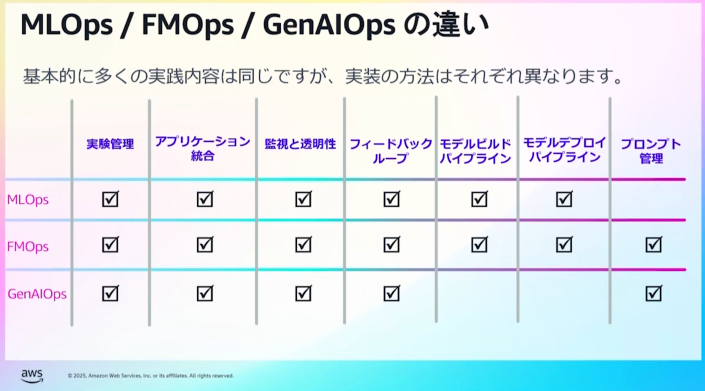 MLOps / FMOps / GenAIOps の違い
基本的に多くの実践内容は同じですが、実装の方法はそれぞれ異なります。
実験管理
アプリケーション
統合
監視と透明性
フィードバック
ループ
モデルビルド
パイプライン
モデルデプロイ
パイプライン
プロンプト
管理
MLOps
FMOps
GenAIOps
aws
© 2025, Amazon Web Services, Inc. or its affiliates. All rights reserved.